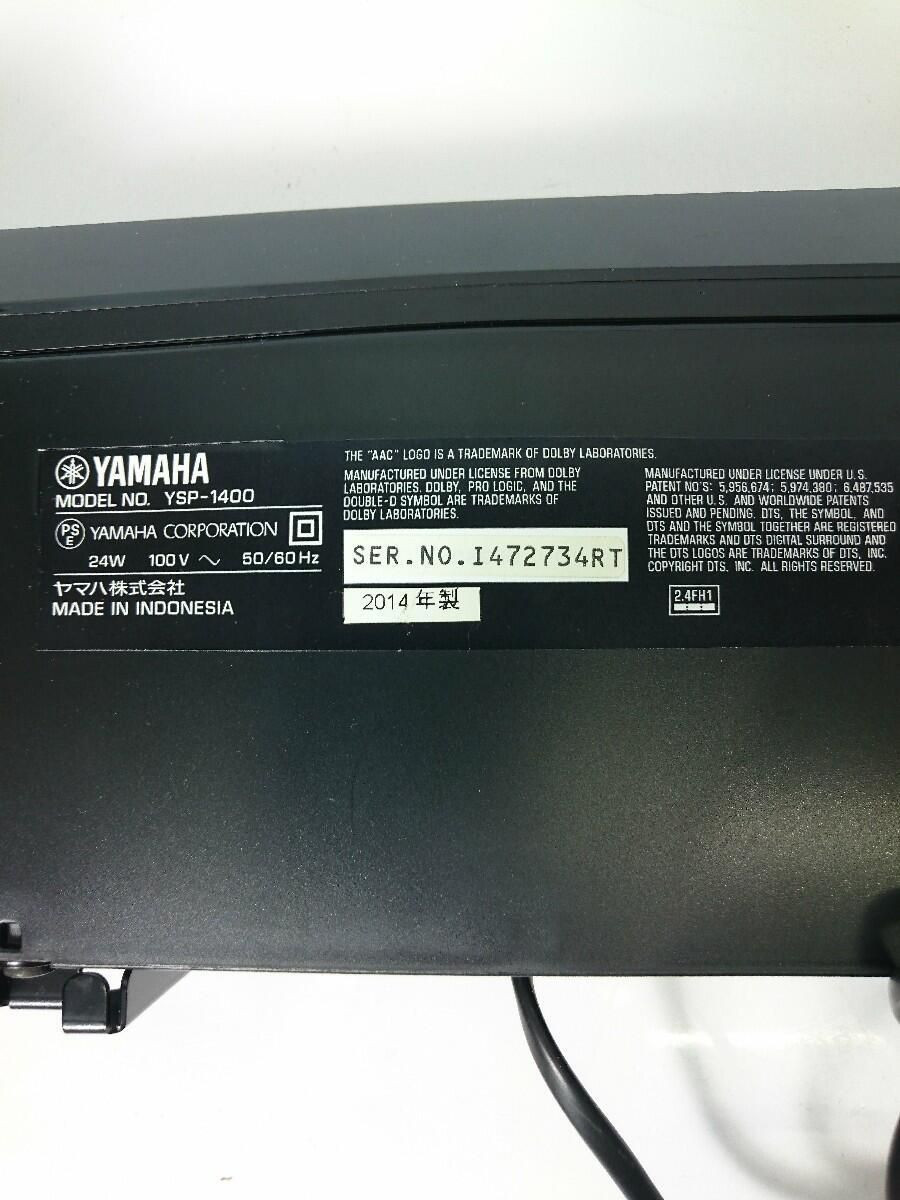 YAMAHA
MODEL NO. YSP-1400
PS
YAMAHA CORPORATION
24W 100V ～ 50/60Hz
ヤマハ株式会社
MADE IN INDONESIA
THE "AAC" LOGO IS A TRADEMARK OF DOLBY LABORATORIES.
MANUFACTURED UNDER LICENSE FROM DOLBY
LABORATORIES. DOLBY, PRO LOGIC, AND THE
DOUBLE-D SYMBOL ARE TRADEMARKS OF
DOLBY LABORATORIES.
SER.NO.I472734RT
2014年製
MANUFACTURED UNDER LICENSE UNDER U.S.
PATENT NO'S: 5,956,674; 5,974,380; 6,487,535
AND OTHER U.S. AND WORLDWIDE PATENTS
ISSUED AND PENDING. DTS, THE SYMBOL, AND
DTS AND THE SYMBOL TOGETHER ARE REGISTERED
TRADEMARKS AND DTS DIGITAL SURROUND AND
THE DTS LOGOS ARE TRADEMARKS OF DTS, INC.
COPYRIGHT DTS, INC. ALL RIGHTS RESERVED.
2.4FH1